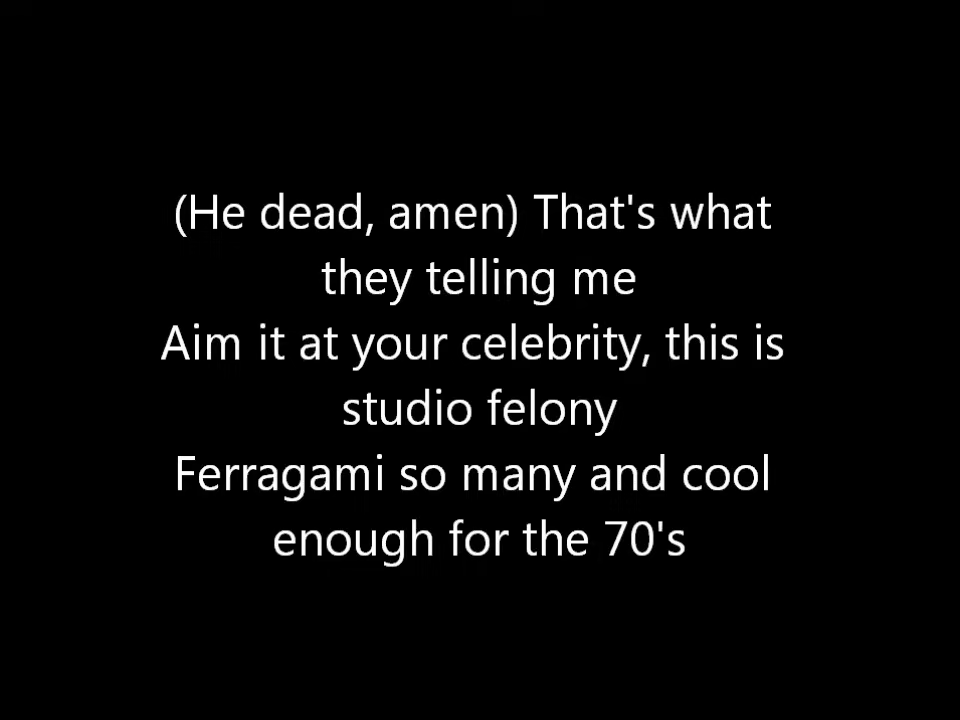 (He dead, amen) That's what
they telling me
Aim it at your celebrity, this is
studio felony
Ferragami so many and cool
enough for the 70's